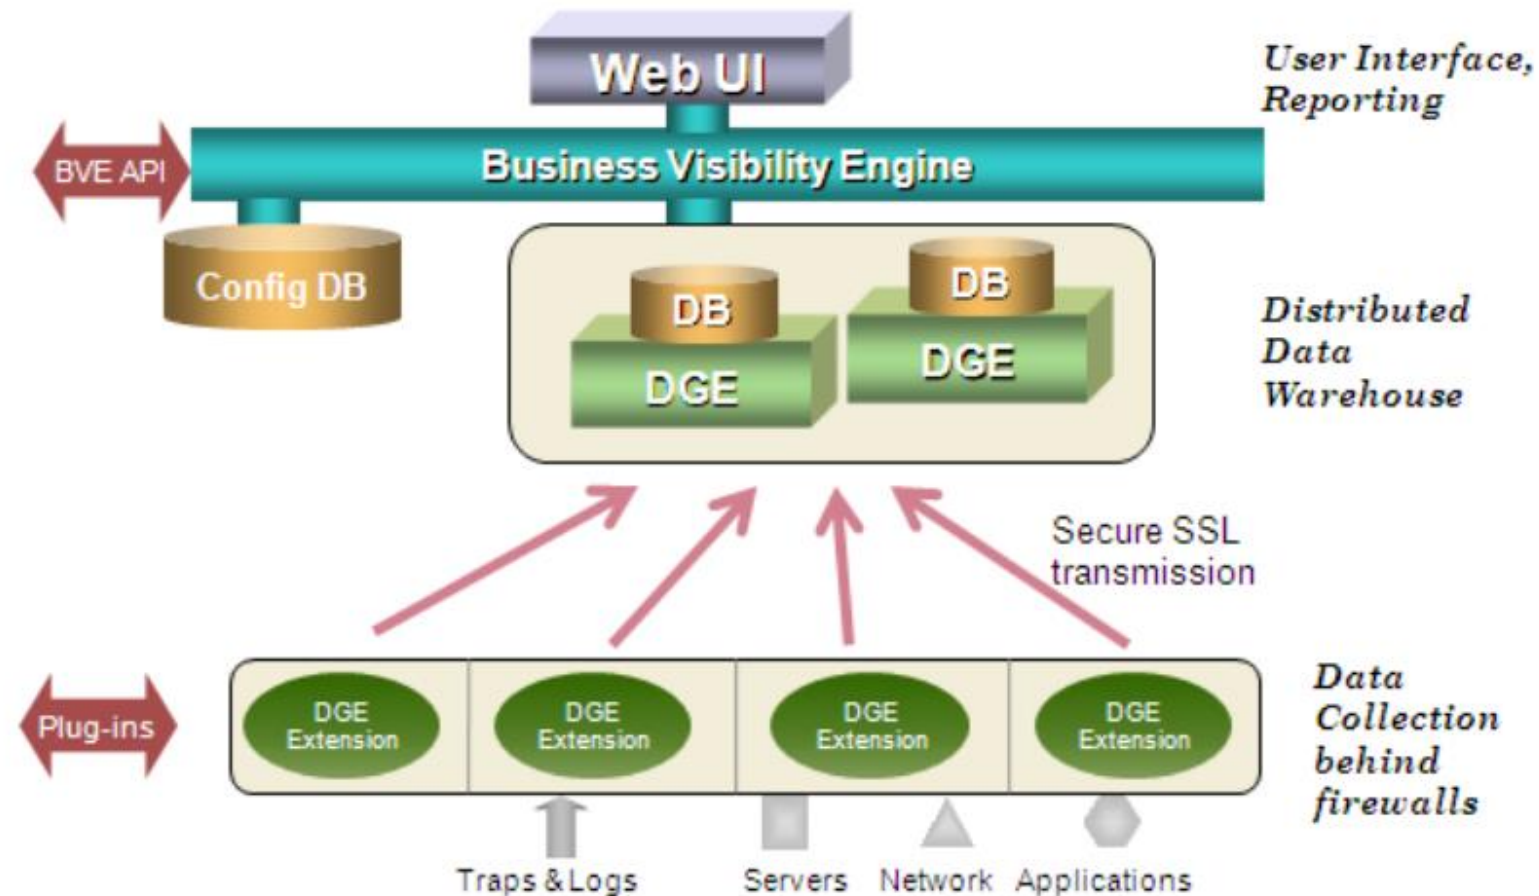 Web UI
User Interface,
Reporting
BVE API
Business Visibility Engine
Config DB
DB
DGE
DB
DGE
Distributed
Data
Warehouse
Secure SSL
transmission
Plug-ins
DGE
Extension
DGE
Extension
DGE
Extension
DGE
Extension
Data
Collection
behind
firewalls
Traps & Logs
Servers
Network
Applications